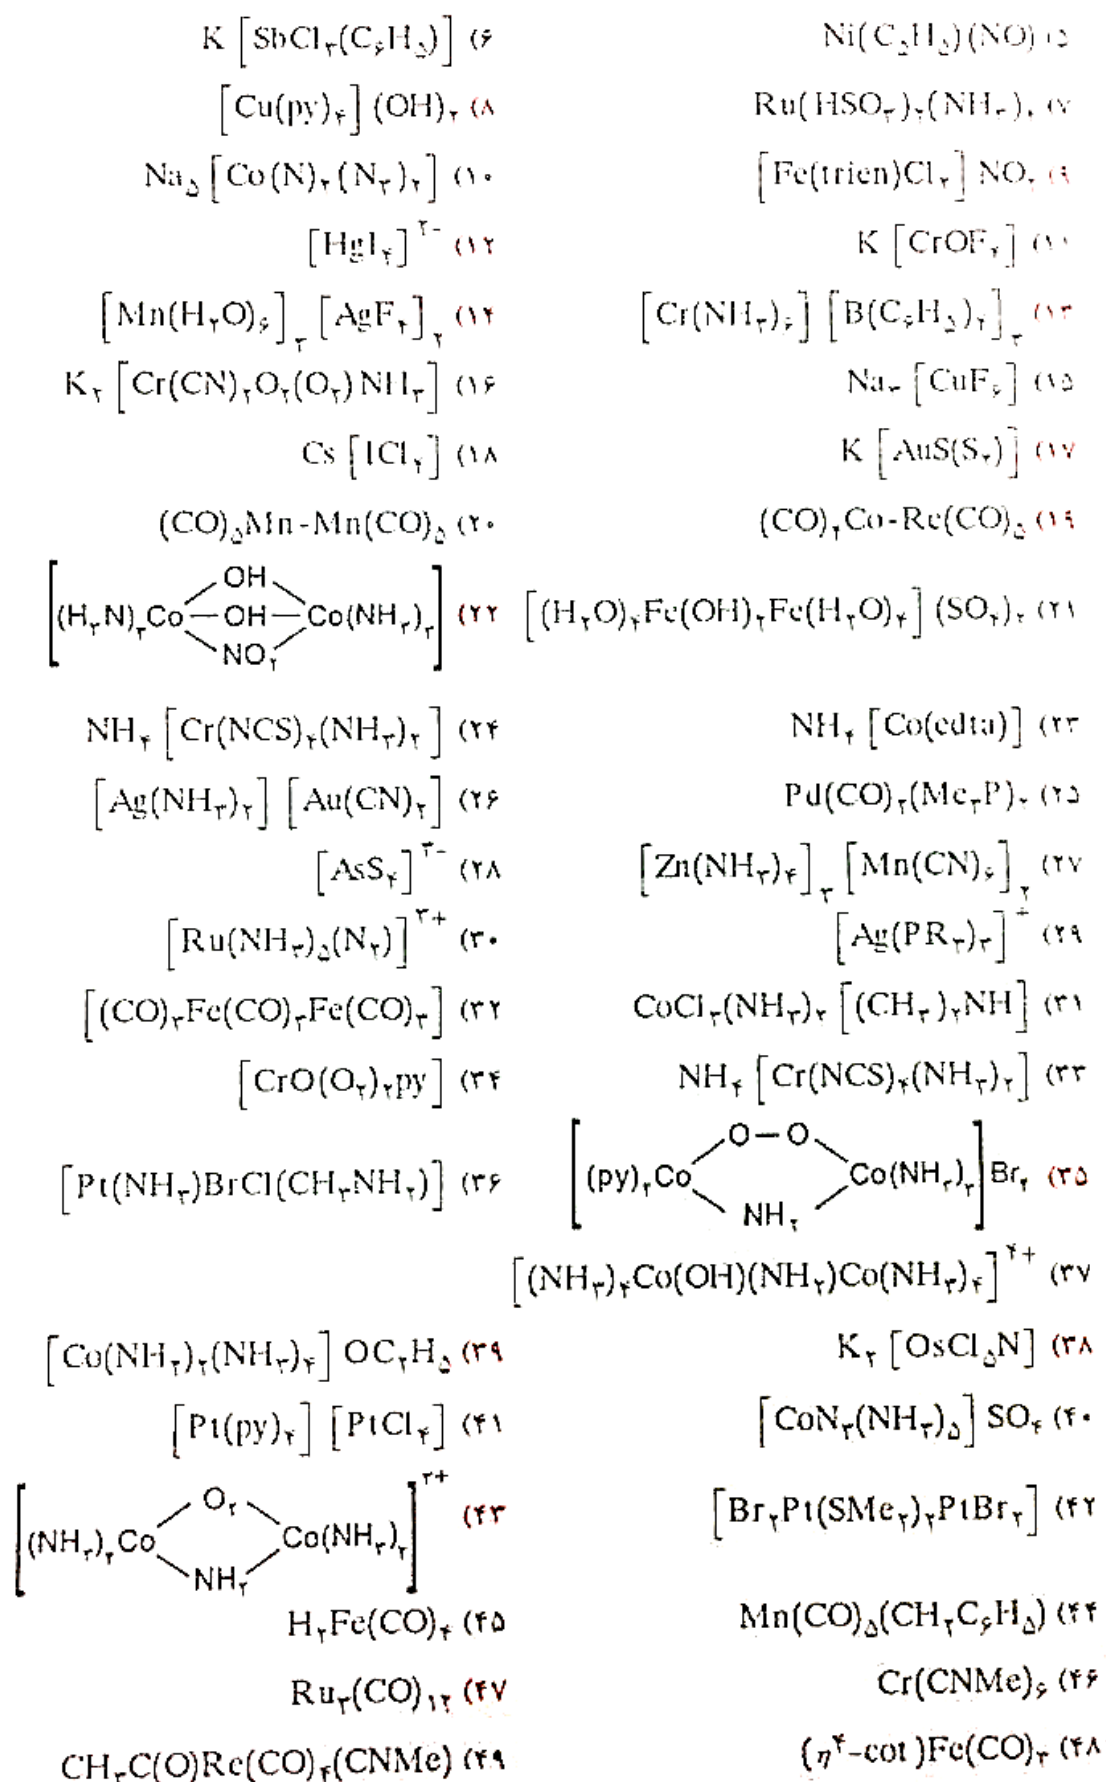 Ni(C۵H۵)(NO) (۵
K [SbCl۳(C۶H۵)] (۶
Ru(HSO۳)۲(NH۳)۴ (۷
[Cu(py)۴] (OH)۲ (۸
[Fe(trien)Cl۲] NO۳ (۹
Na۵ [Co(N)۲(N۳)۲] (۱۰
K [CrOF۴] (۱۱
[HgI۴]۲- (۱۲
[Cr(NH۳)۶] [B(C۶H۵)۴]۳ (۱۳
[Mn(H۲O)۶]۳ [AgF۴]۲ (۱۴
Na۳ [CuF۶] (۱۵
K۲ [Cr(CN)۲O۲(O۲)NH۳] (۱۶
K [AuS(S۲)] (۱۷
Cs [ICl۴] (۱۸
(CO)۴Co-Re(CO)۵ (۱۹
(CO)۵Mn-Mn(CO)۵ (۲۰
[(H۲O)۴Fe(OH)۲Fe(H۲O)۴] (SO۴)۲ (۲۱
[(H۳N)۳Co OH OH NO۲ Co(NH۳)۳] (۲۲
NH۴ [Co(edta)] (۲۳
NH۴ [Cr(NCS)۴(NH۳)۲] (۲۴
Pd(CO)۲(Me۳P)۲ (۲۵
[Ag(NH۳)۲] [Au(CN)۲] (۲۶
[Zn(NH۳)۴]۳ [Mn(CN)۶]۲ (۲۷
[AsS۴]۳- (۲۸
[Ag(PR۳)۳]+ (۲۹
[Ru(NH۳)۵(N۲)]۲+ (۳۰
CoCl۳(NH۳)۲ [(CH۳)۲NH] (۳۱
[(CO)۳Fe(CO)۳Fe(CO)۳] (۳۲
NH۴ [Cr(NCS)۴(NH۳)۲] (۳۳
[CrO(O۲)۲py] (۳۴
[(py)۴Co O—O NH۲ Co(NH۳)۴] Br۴ (۳۵
[Pt(NH۳)BrCl(CH۳NH۲)] (۳۶
[(NH۳)۴Co(OH)(NH۲)Co(NH۳)۴]۴+ (۳۷
K۲ [OsCl۵N] (۳۸
[Co(NH۲)۲(NH۳)۴] OC۲H۵ (۳۹
[CoN۳(NH۳)۵] SO۴ (۴۰
[Pt(py)۴] [PtCl۴] (۴۱
[Br۲Pt(SMe۲)۲PtBr۲] (۴۲
[(NH۳)۴Co O۲ NH۲ Co(NH۳)۴]۳+ (۴۳
Mn(CO)۵(CH۲C۶H۵) (۴۴
H۲Fe(CO)۴ (۴۵
Cr(CNMe)۶ (۴۶
Ru۳(CO)۱۲ (۴۷
(η۴-cot)Fe(CO)۳ (۴۸
CH۳C(O)Re(CO)۴(CNMe) (۴۹